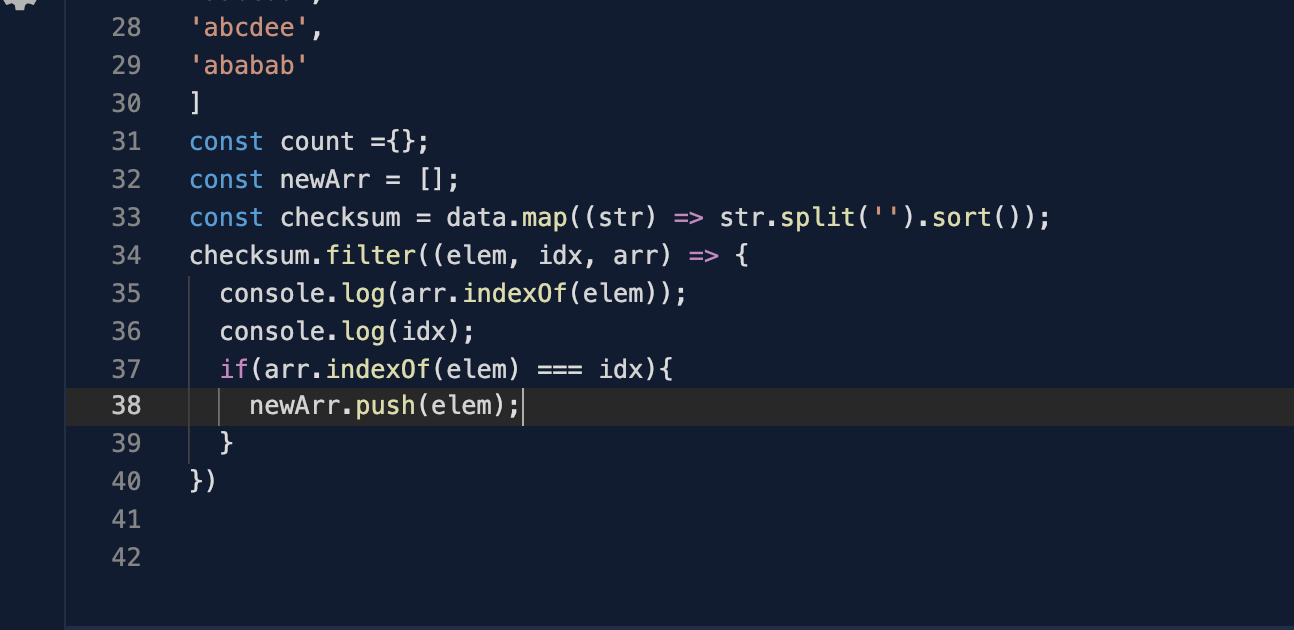 28 'abcdee',
29 'ababab'
30 ]
31 const count ={};
32 const newArr = [];
33 const checksum = data.map((str) => str.split('').sort());
34 checksum.filter((elem, idx, arr) => {
35 console.log(arr.indexOf(elem));
36 console.log(idx);
37 if(arr.indexOf(elem) === idx){
38 newArr.push(elem);
39 }
40 })
41
42